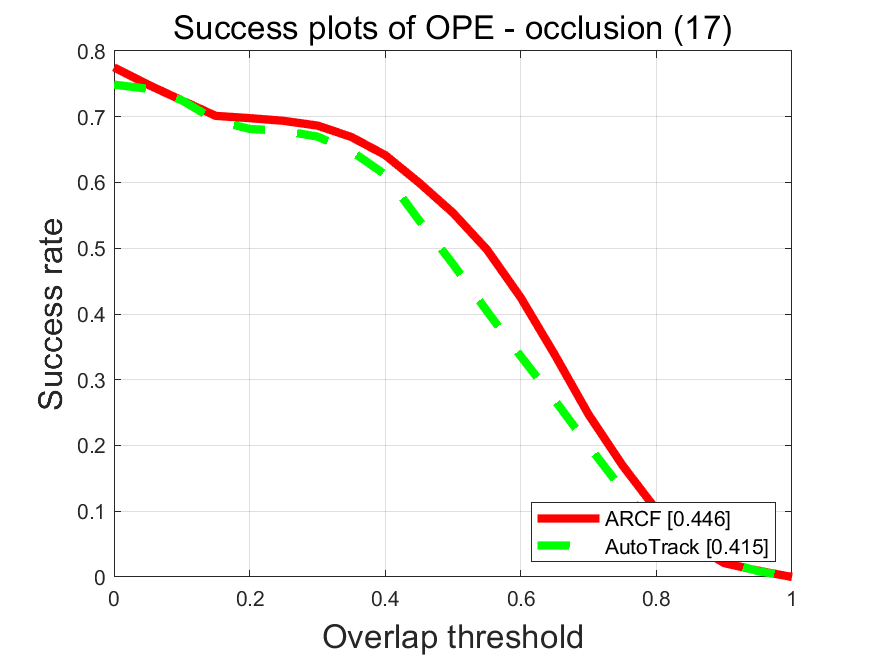 Success plots of OPE - occlusion (17)
0.8
0.7
0.6
0.5
0.4
0.3
0.2
0.1
0
Success rate
ARCF [0.446]
AutoTrack [0.415]
0 0.2 0.4 0.6 0.8 1
Overlap threshold